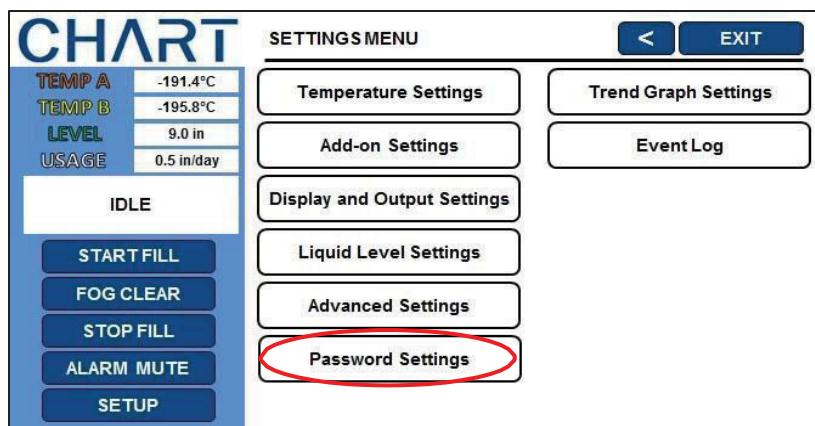 CHART
SETTINGS MENU
<
EXIT
TEMP A
-191.4°C
TEMP B
-195.8°C
LEVEL
9.0 in
USAGE
0.5 in/day
IDLE
START FILL
FOG CLEAR
STOP FILL
ALARM MUTE
SETUP
Temperature Settings
Add-on Settings
Display and Output Settings
Liquid Level Settings
Advanced Settings
Password Settings
Trend Graph Settings
Event Log